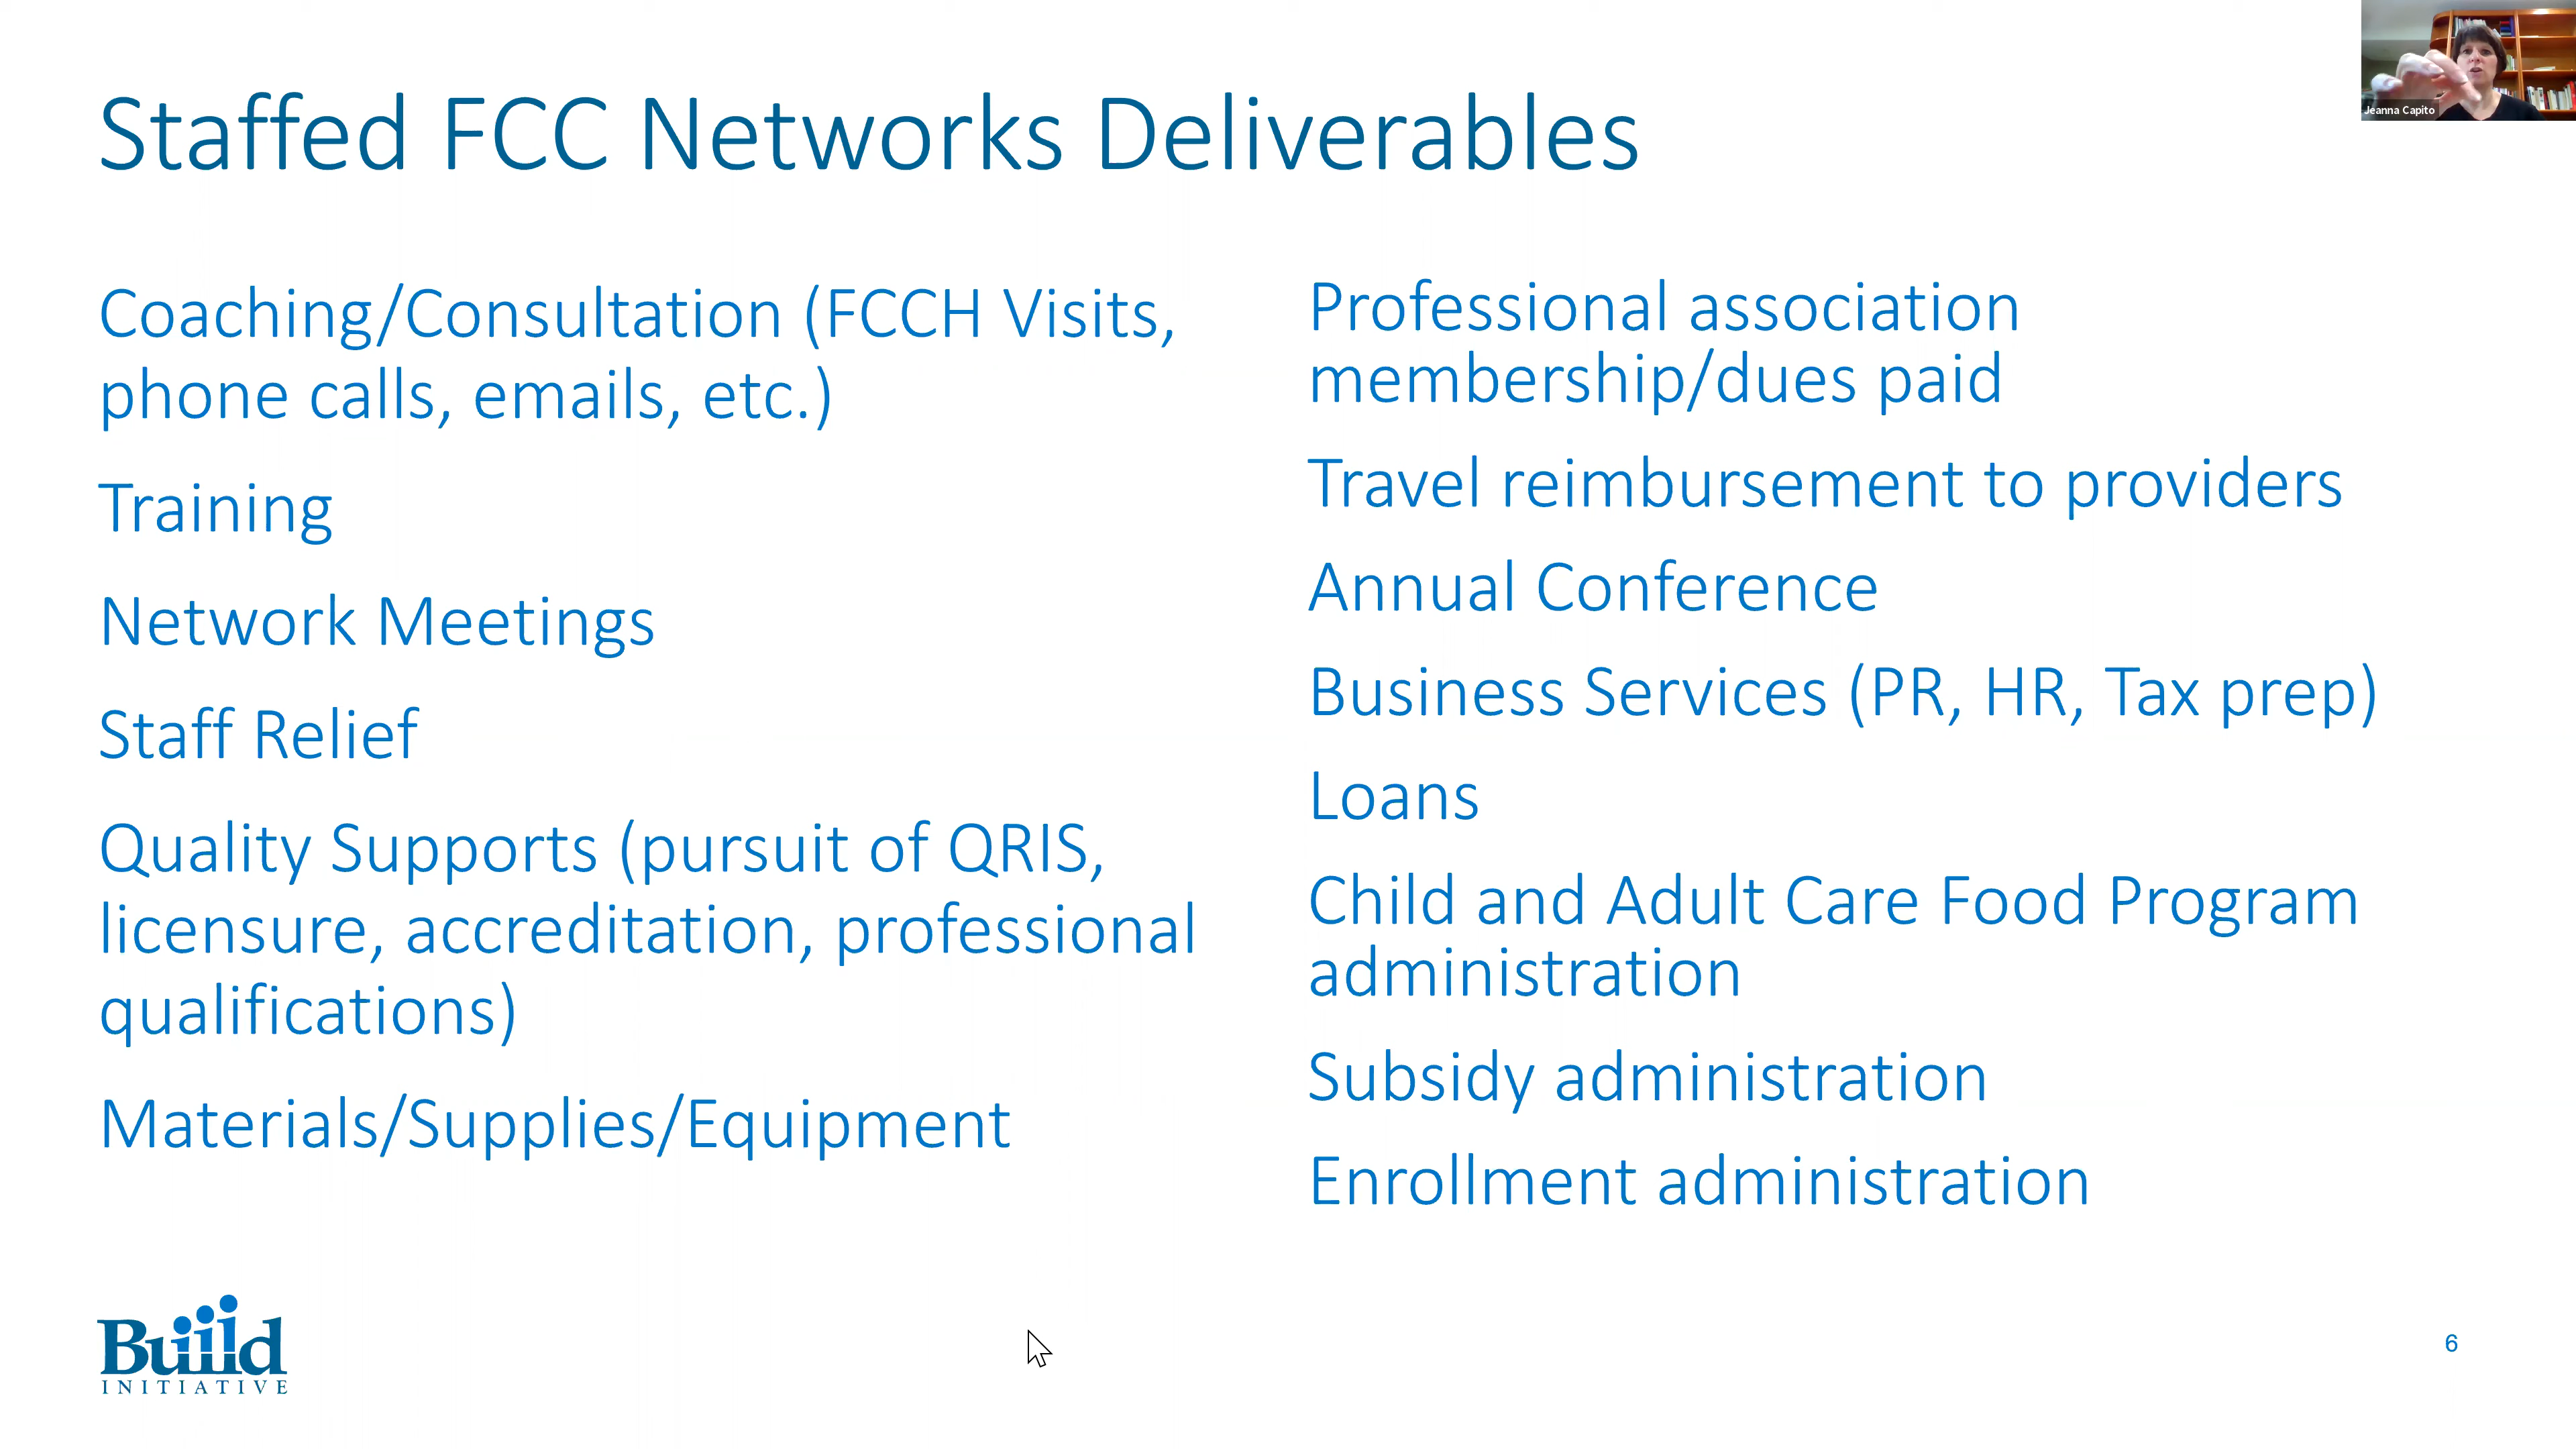 Staffed FCC Networks Deliverables
Coaching/Consultation (FCCH Visits,
phone calls, emails, etc.)
Training
Network Meetings
Staff Relief
Quality Supports (pursuit of QRIS,
licensure, accreditation, professional
qualifications)
Materials/Supplies/Equipment
Professional association
membership/dues paid
Travel reimbursement to providers
Annual Conference
Business Services (PR, HR, Tax prep)
Loans
Child and Adult Care Food Program
administration
Subsidy administration
Enrollment administration
Jeanna Capito
Build
INITIATIVE
6